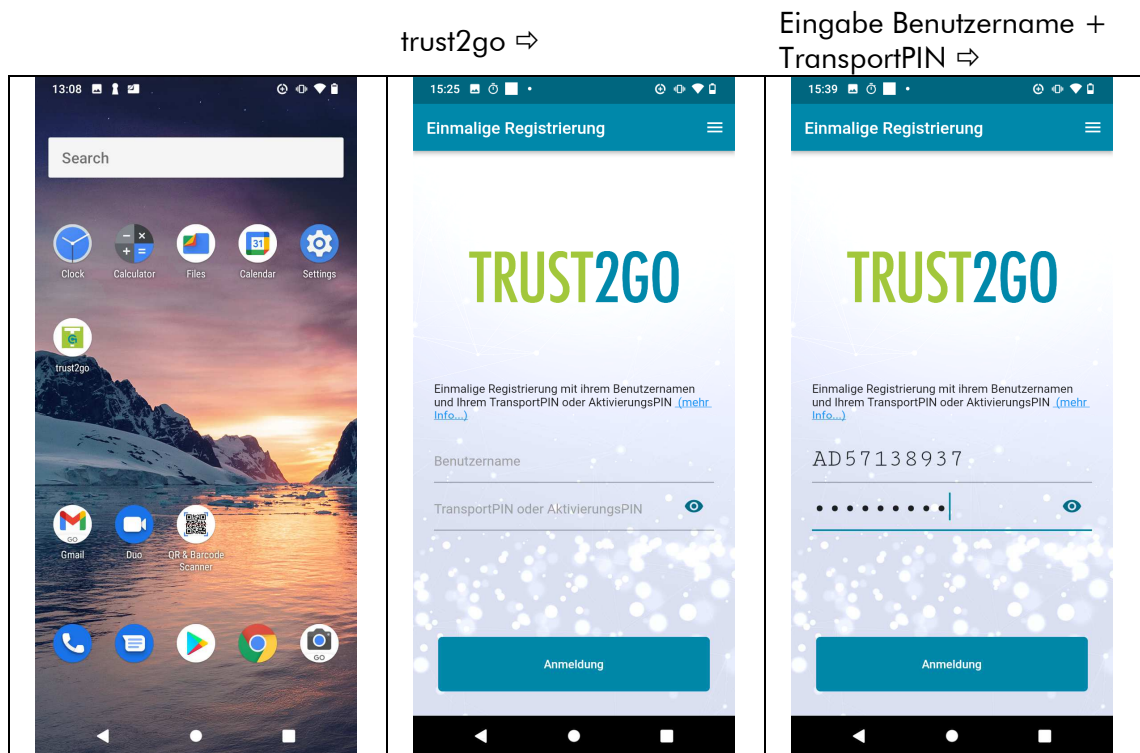 trust2go ⇨
Eingabe Benutzername +
TransportPIN ⇨
13:08
Search
31
Clock Calculator Files Calendar Settings
trust2go
GO
Gmail Duo QR & Barcode
Scanner
GO
15:25
Einmalige Registrierung
TRUST2GO
Einmalige Registrierung mit ihrem Benutzernamen
und Ihrem TransportPIN oder AktivierungsPIN (mehr
Info...)
Benutzername
TransportPIN oder AktivierungsPIN
Anmeldung
15:39
Einmalige Registrierung
TRUST2GO
Einmalige Registrierung mit ihrem Benutzernamen
und Ihrem TransportPIN oder AktivierungsPIN (mehr
Info...)
AD57138937
•••••••••
Anmeldung